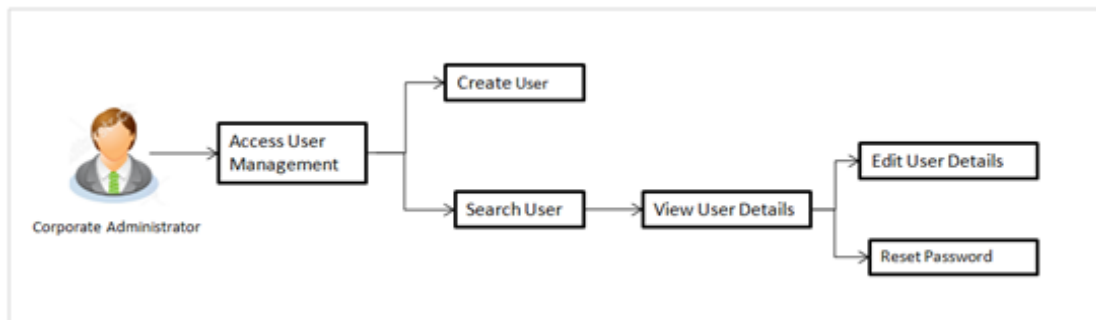 Create User
Access User
Management
Corporate Administrator
Search User
View User Details
Edit User Details
Reset Password